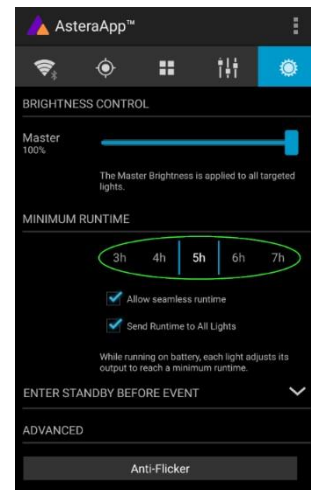 AsteraApp™
BRIGHTNESS CONTROL
Master
100%
The Master Brightness is applied to all targeted
lights.
MINIMUM RUNTIME
3h 4h 5h 6h 7h
Allow seamless runtime
Send Runtime to All Lights
While running on battery, each light adjusts its
output to reach a minimum runtime.
ENTER STANDBY BEFORE EVENT
ADVANCED
Anti-Flicker